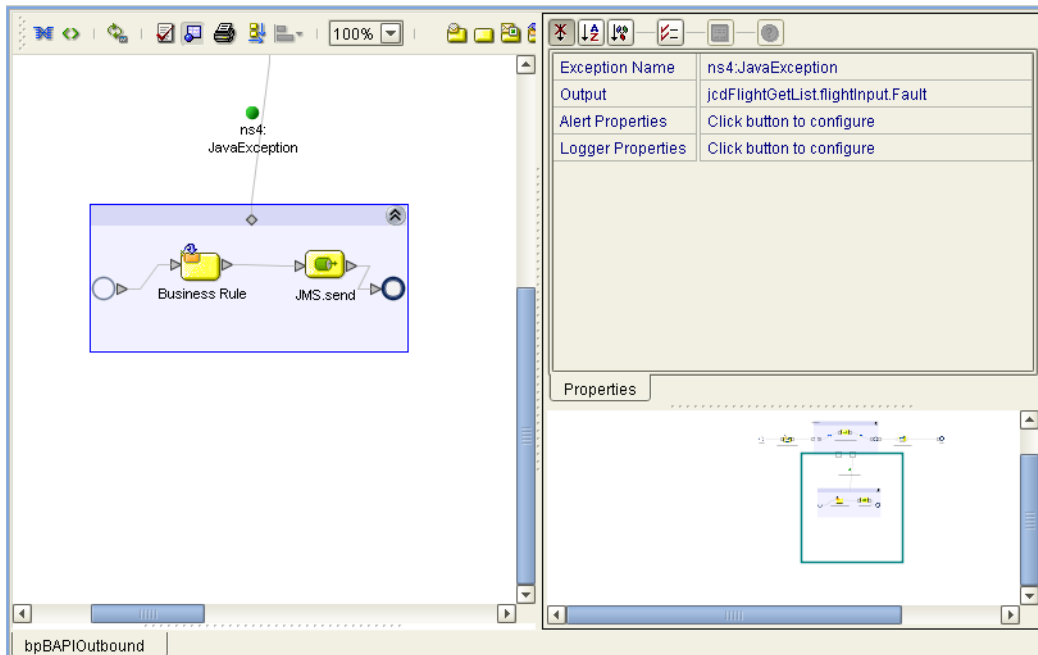 100%
ns4:
JavaException
Business Rule
JMS.send
bpBAPIOutbound
Exception Name ns4:JavaException
Output jcdFlightGetList.flightInput.Fault
Alert Properties Click button to configure
Logger Properties Click button to configure
Properties